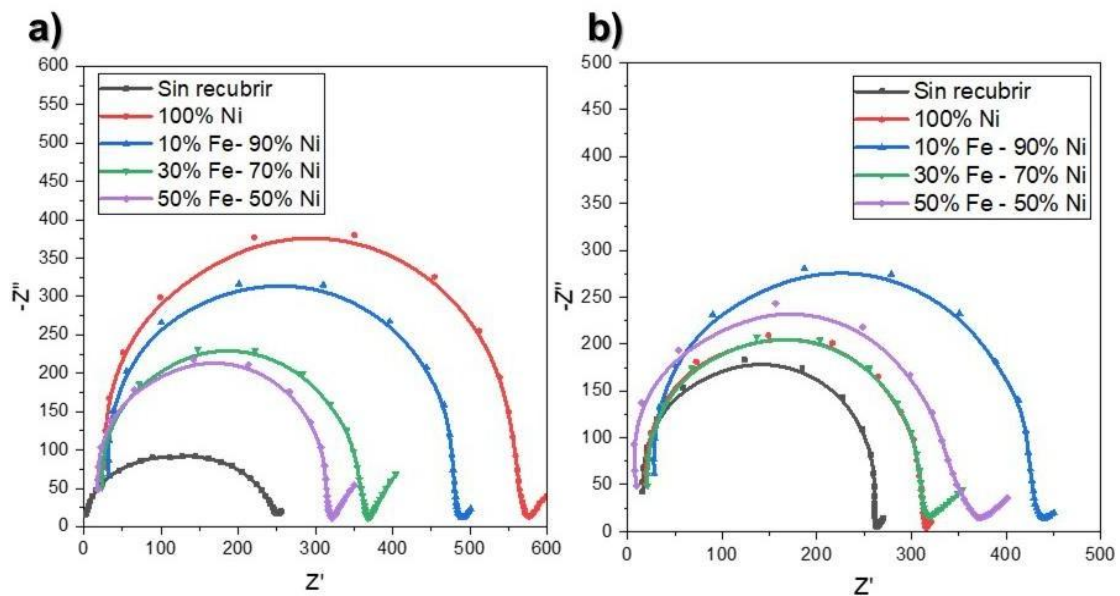 a)
600
550
500
450
400
350
300
250
200
150
100
50
0
-Z"
Sin recubrir
100% Ni
10% Fe- 90% Ni
30% Fe- 70% Ni
50% Fe- 50% Ni
0 100 200 300 400 500 600
Z'
b)
500
450
400
350
300
250
200
150
100
50
0
-Z"
Sin recubrir
100% Ni
10% Fe - 90% Ni
30% Fe - 70% Ni
50% Fe - 50% Ni
0 100 200 300 400 500
Z'